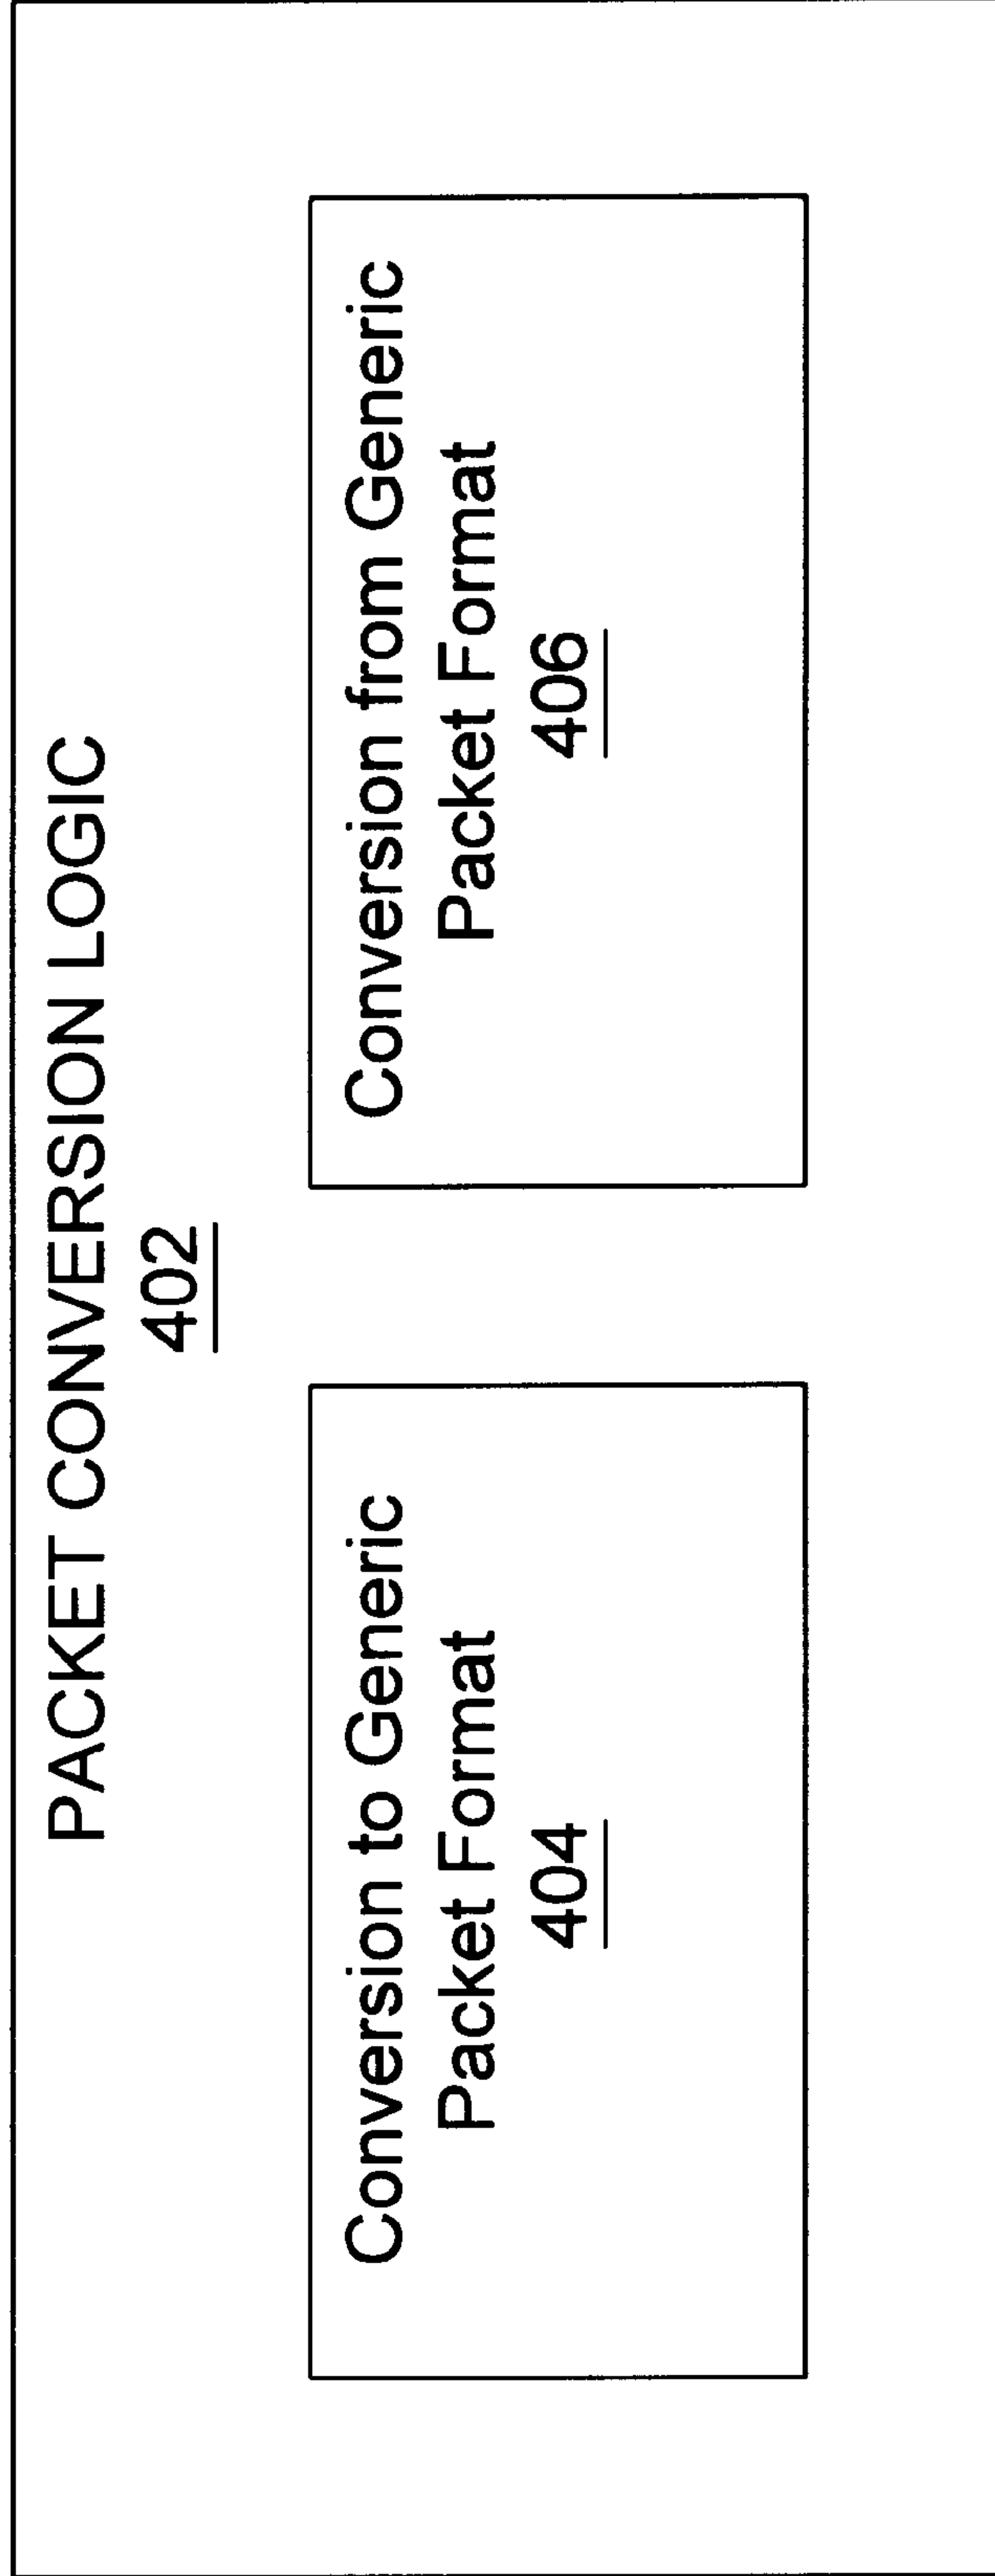 PACKET CONVERSION LOGIC
402
Conversion to Generic
Packet Format
404
Conversion from Generic
Packet Format
406